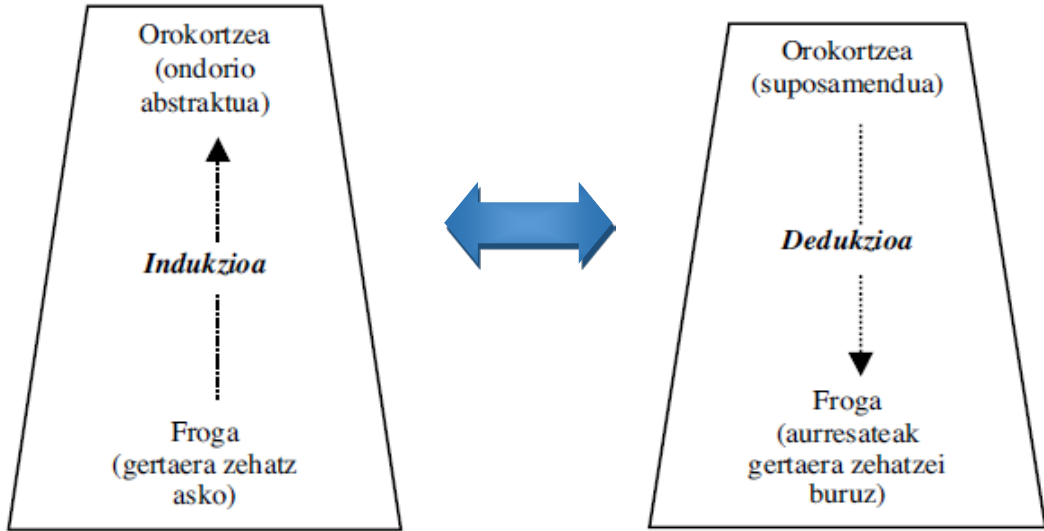 Orokortzea
(ondorio
abstraktua)
Indukzioa
Froga
(gertaera zehatz
asko)
Orokortzea
(suposamendua)
Dedukzioa
Froga
(aurresateak
gertaera zehatzei
buruz)